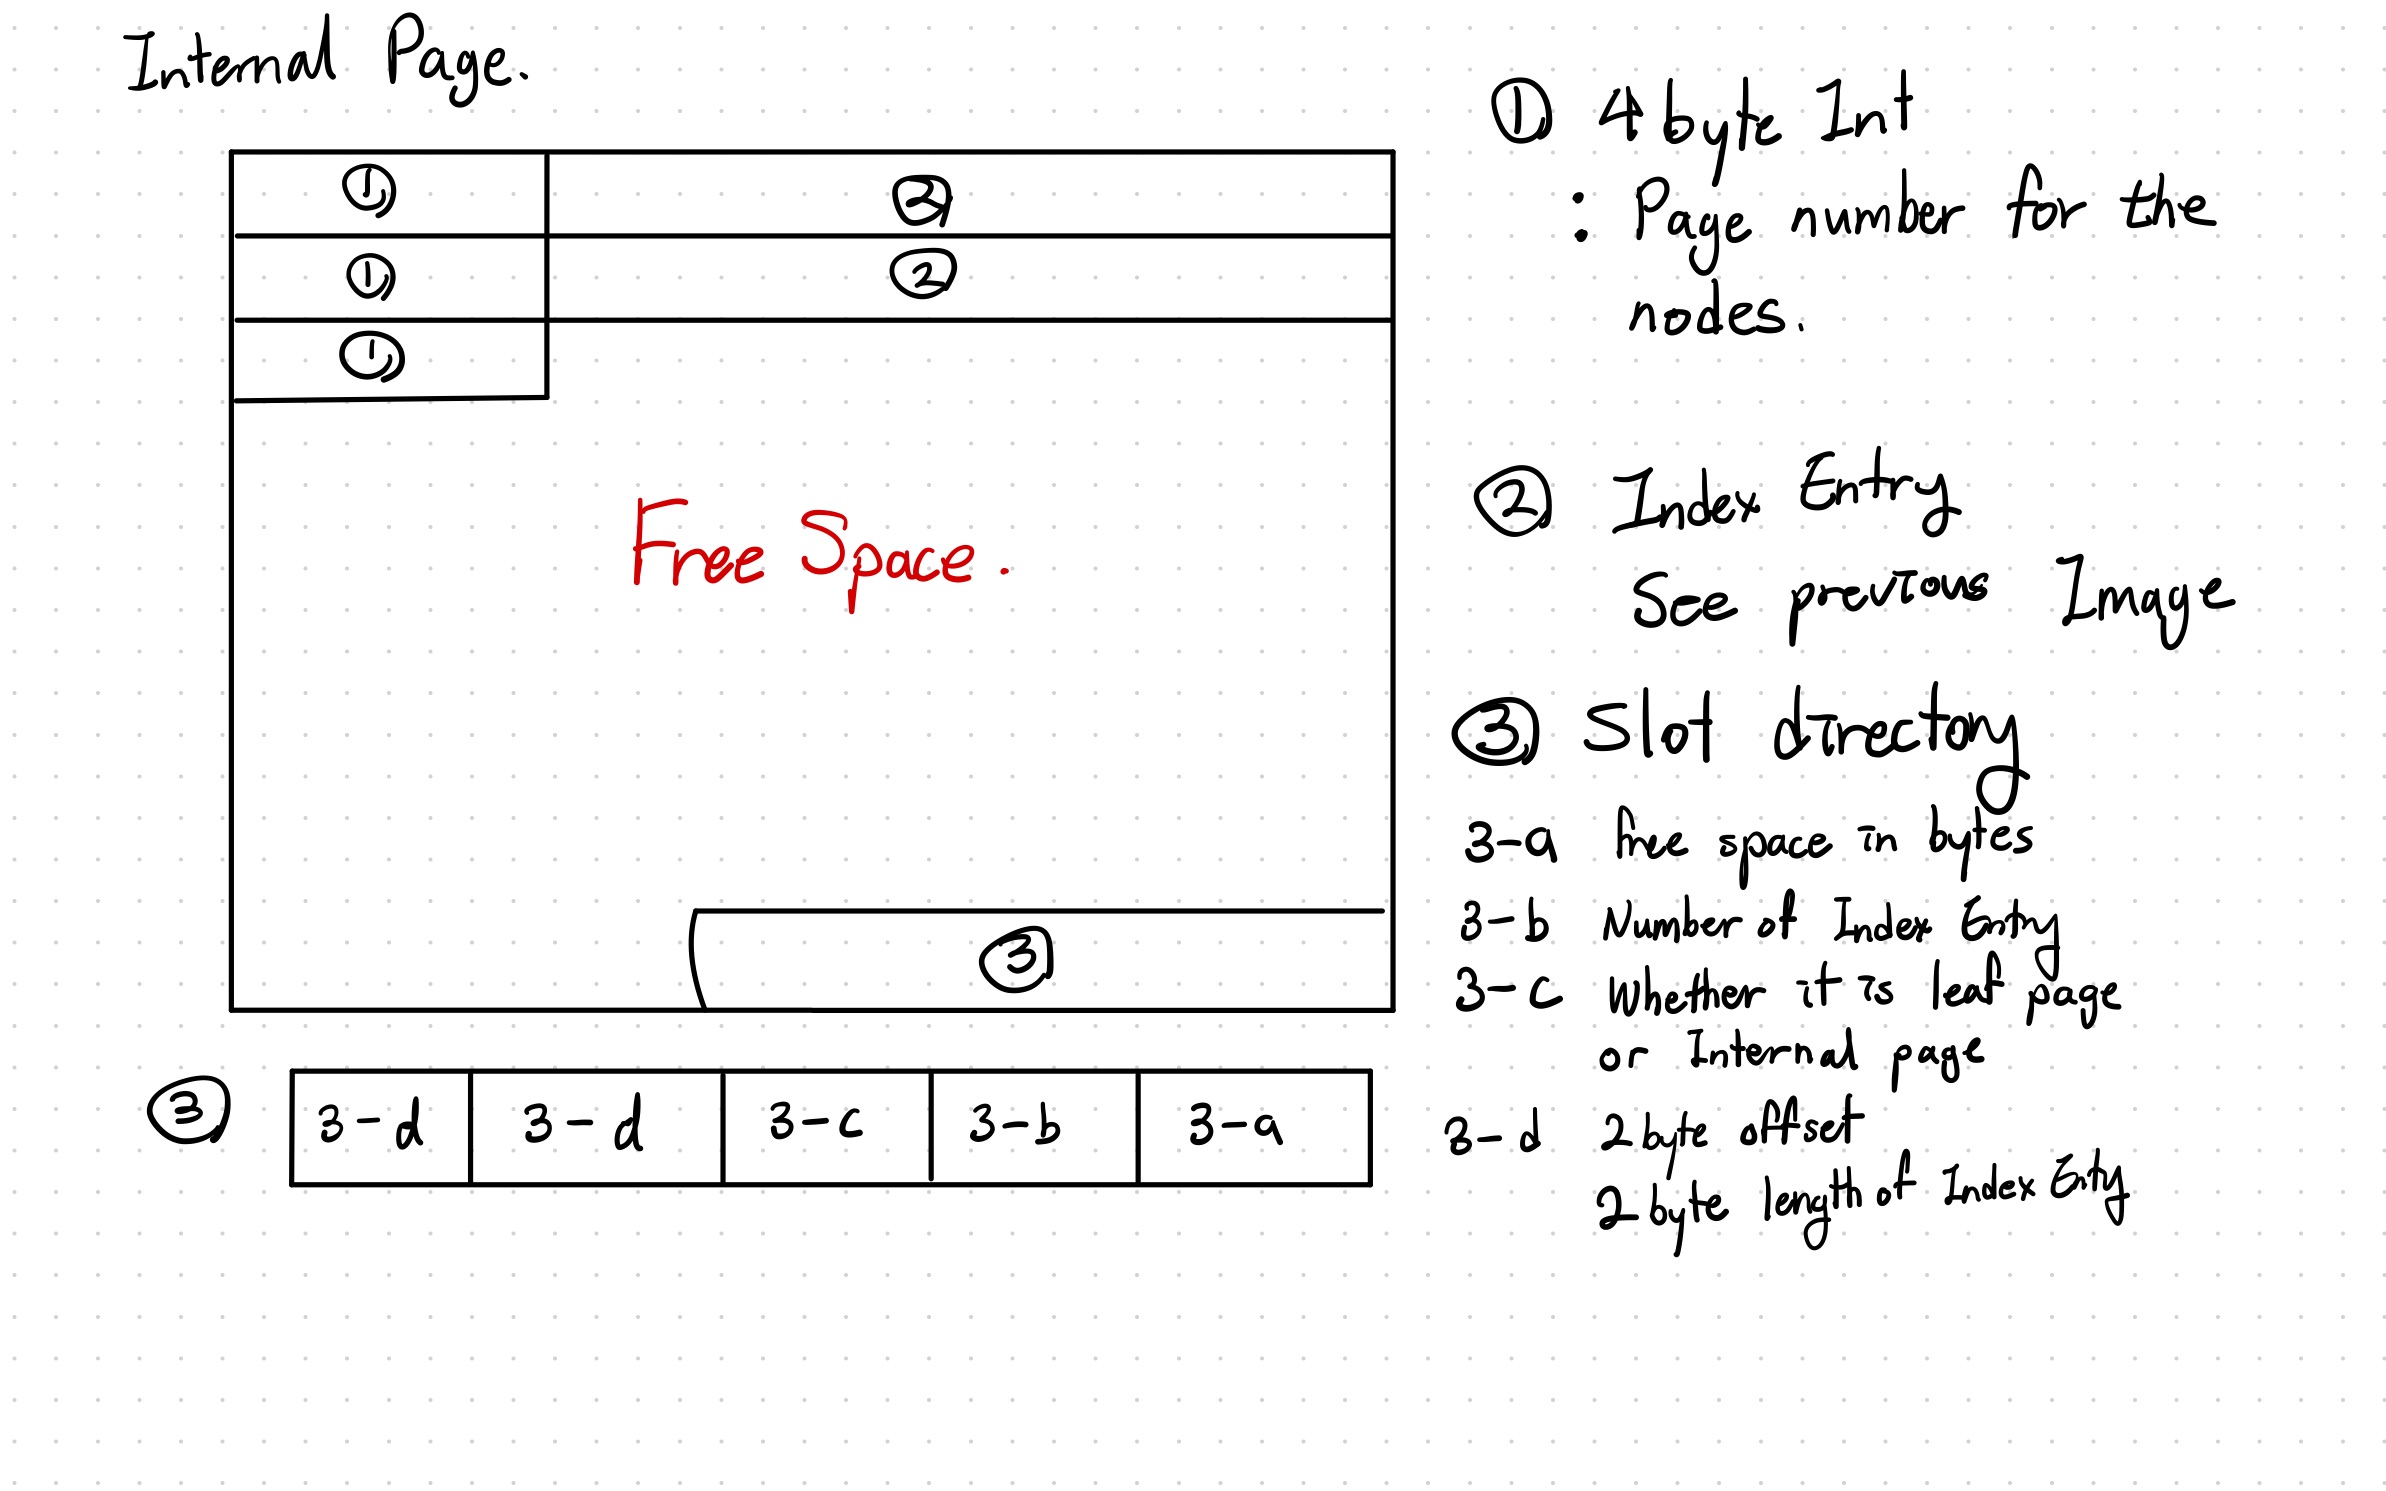 Internal Page.
① ②
① ②
①
Free Space.
③
③ 3-d 3-d 3-c 3-b 3-a
① 4 byte Int
: Page number for the
nodes.
② Index Entry
See previous Image
③ Slot directory
3-a free space in bytes
3-b Number of Index Entry
3-c Whether it is leaf page
or Internal page
3-d 2 byte offset
2 byte length of Index Entry